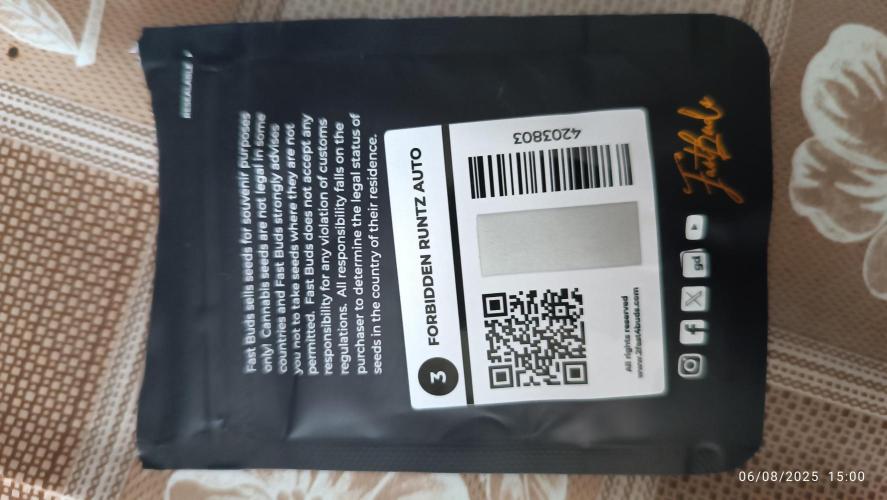 RESEALABLE
Fast Buds sells seeds for souvenir purposes
only! Cannabis seeds are not legal in some
countries and Fast Buds strongly advises
you not to take seeds where they are not
permitted. Fast Buds does not accept any
responsibility for any violation of customs
regulations. All responsibility falls on the
purchaser to determine the legal status of
seeds in the country of their residence.
3 FORBIDDEN RUNTZ AUTO
4203803
All rights reserved
www.2fast4buds.com
gd
FastBuds
06/08/2025 15:00